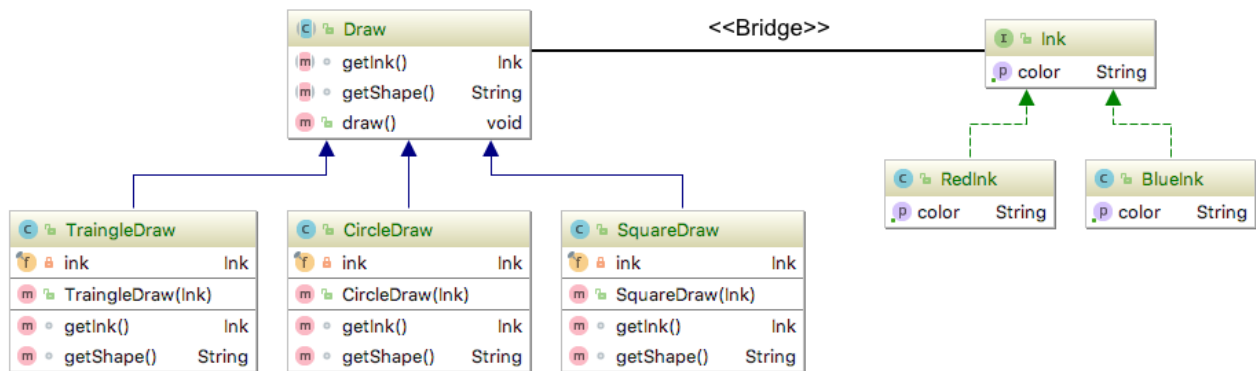 Draw
getInk() Ink
getShape() String
draw() void
<<Bridge>>
Ink
color String
RedInk
color String
BlueInk
color String
TraingleDraw
ink Ink
TraingleDraw(Ink)
getInk() Ink
getShape() String
CircleDraw
ink Ink
CircleDraw(Ink)
getInk() Ink
getShape() String
SquareDraw
ink Ink
SquareDraw(Ink)
getInk() Ink
getShape() String